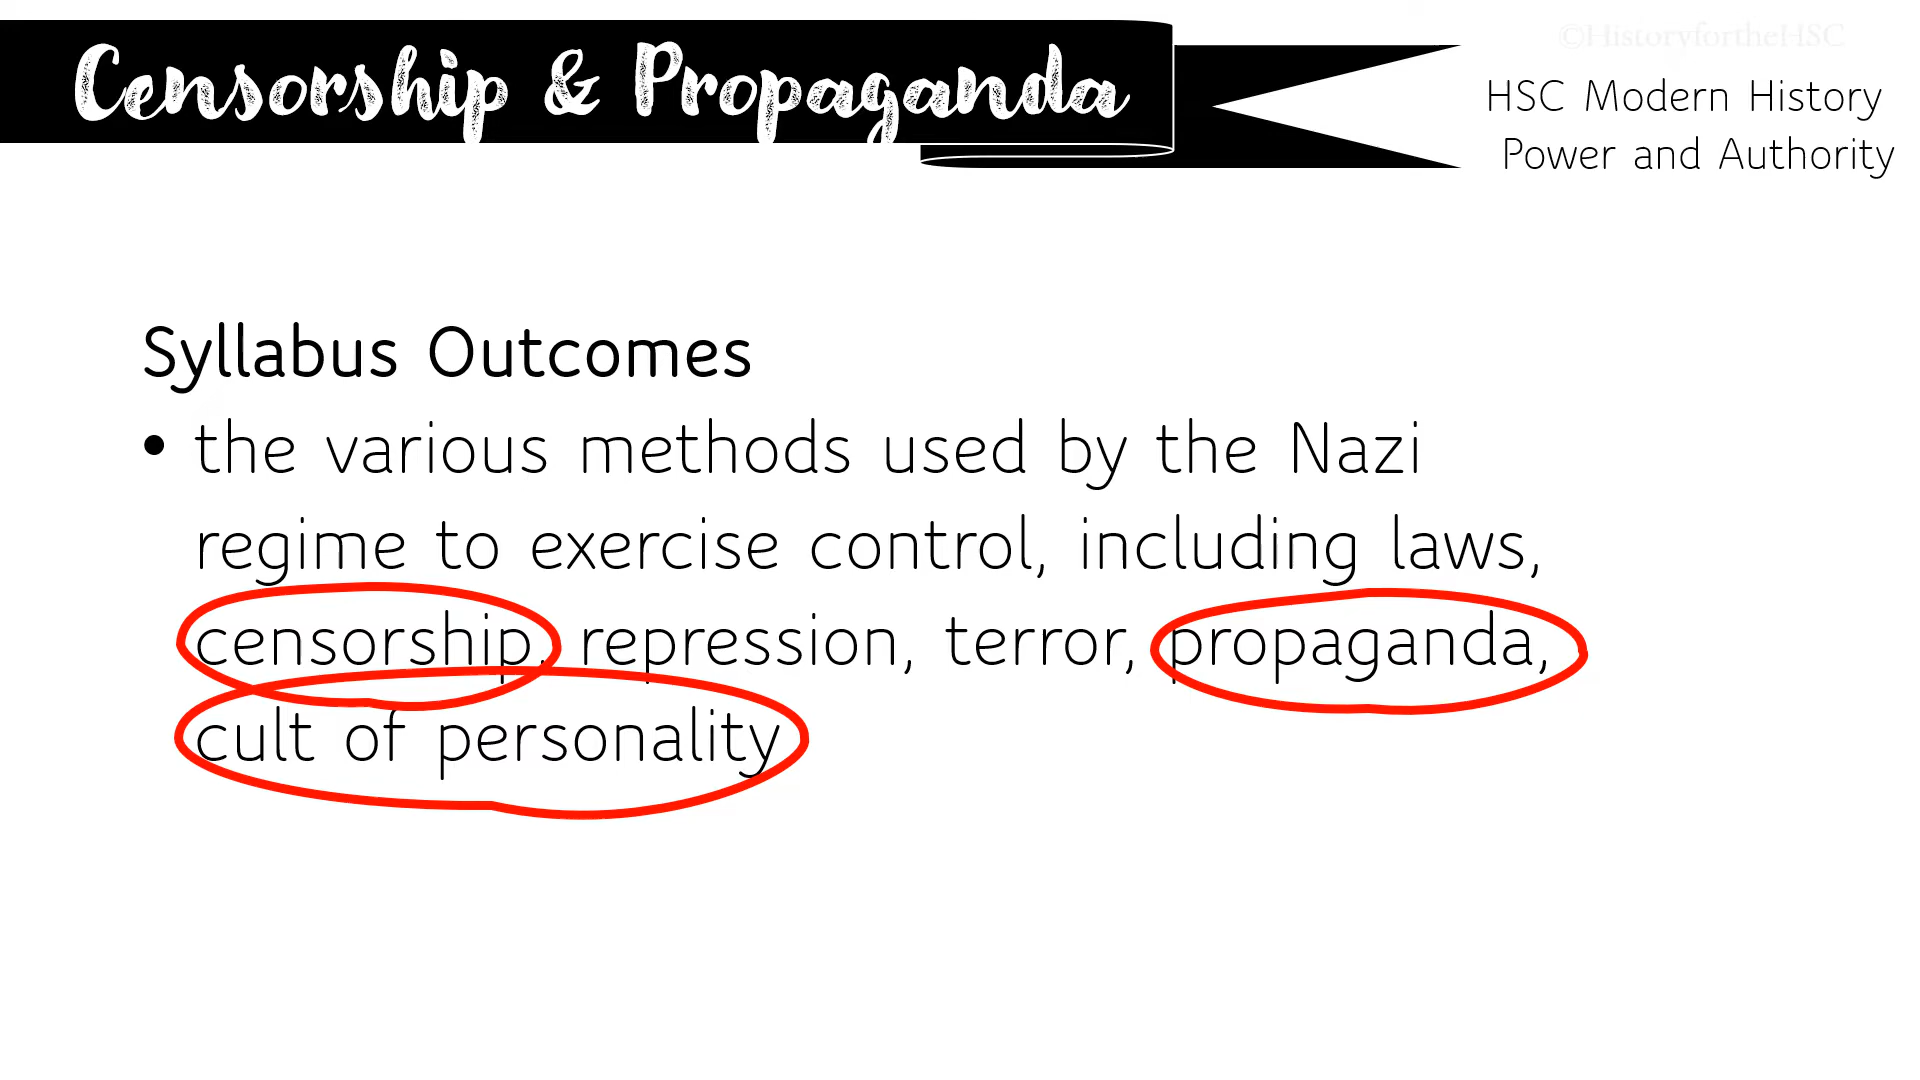 ©HistoryfortheHSC
Censorship & Propaganda
HSC Modern History
Power and Authority
Syllabus Outcomes
• the various methods used by the Nazi
regime to exercise control, including laws,
censorship, repression, terror, propaganda,
cult of personality